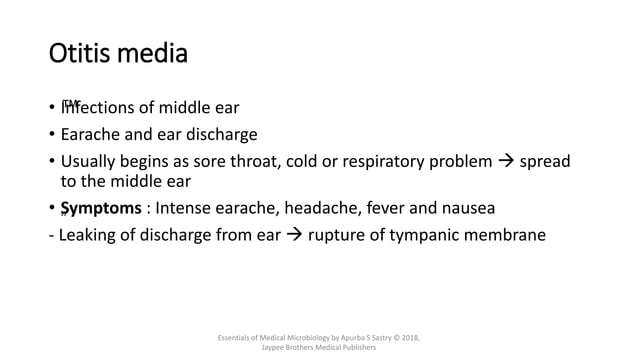 Otitis media
• Infections of middle ear
• Earache and ear discharge
• Usually begins as sore throat, cold or respiratory problem → spread
to the middle ear
• Symptoms : Intense earache, headache, fever and nausea
- Leaking of discharge from ear → rupture of tympanic membrane
Essentials of Medical Microbiology by Apurba S Sastry © 2018,
Jaypee Brothers Medical Publishers